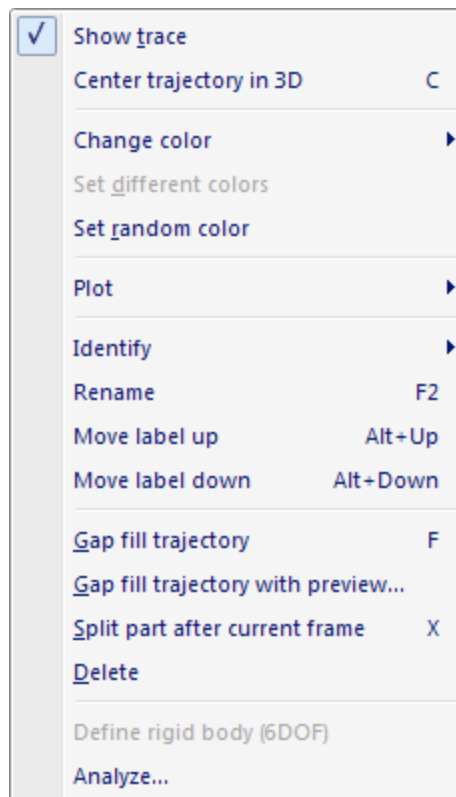 Show trace
Center trajectory in 3D C
Change color
Set different colors
Set random color
Plot
Identify
Rename F2
Move label up Alt+Up
Move label down Alt+Down
Gap fill trajectory F
Gap fill trajectory with preview...
Split part after current frame X
Delete
Define rigid body (6DOF)
Analyze...